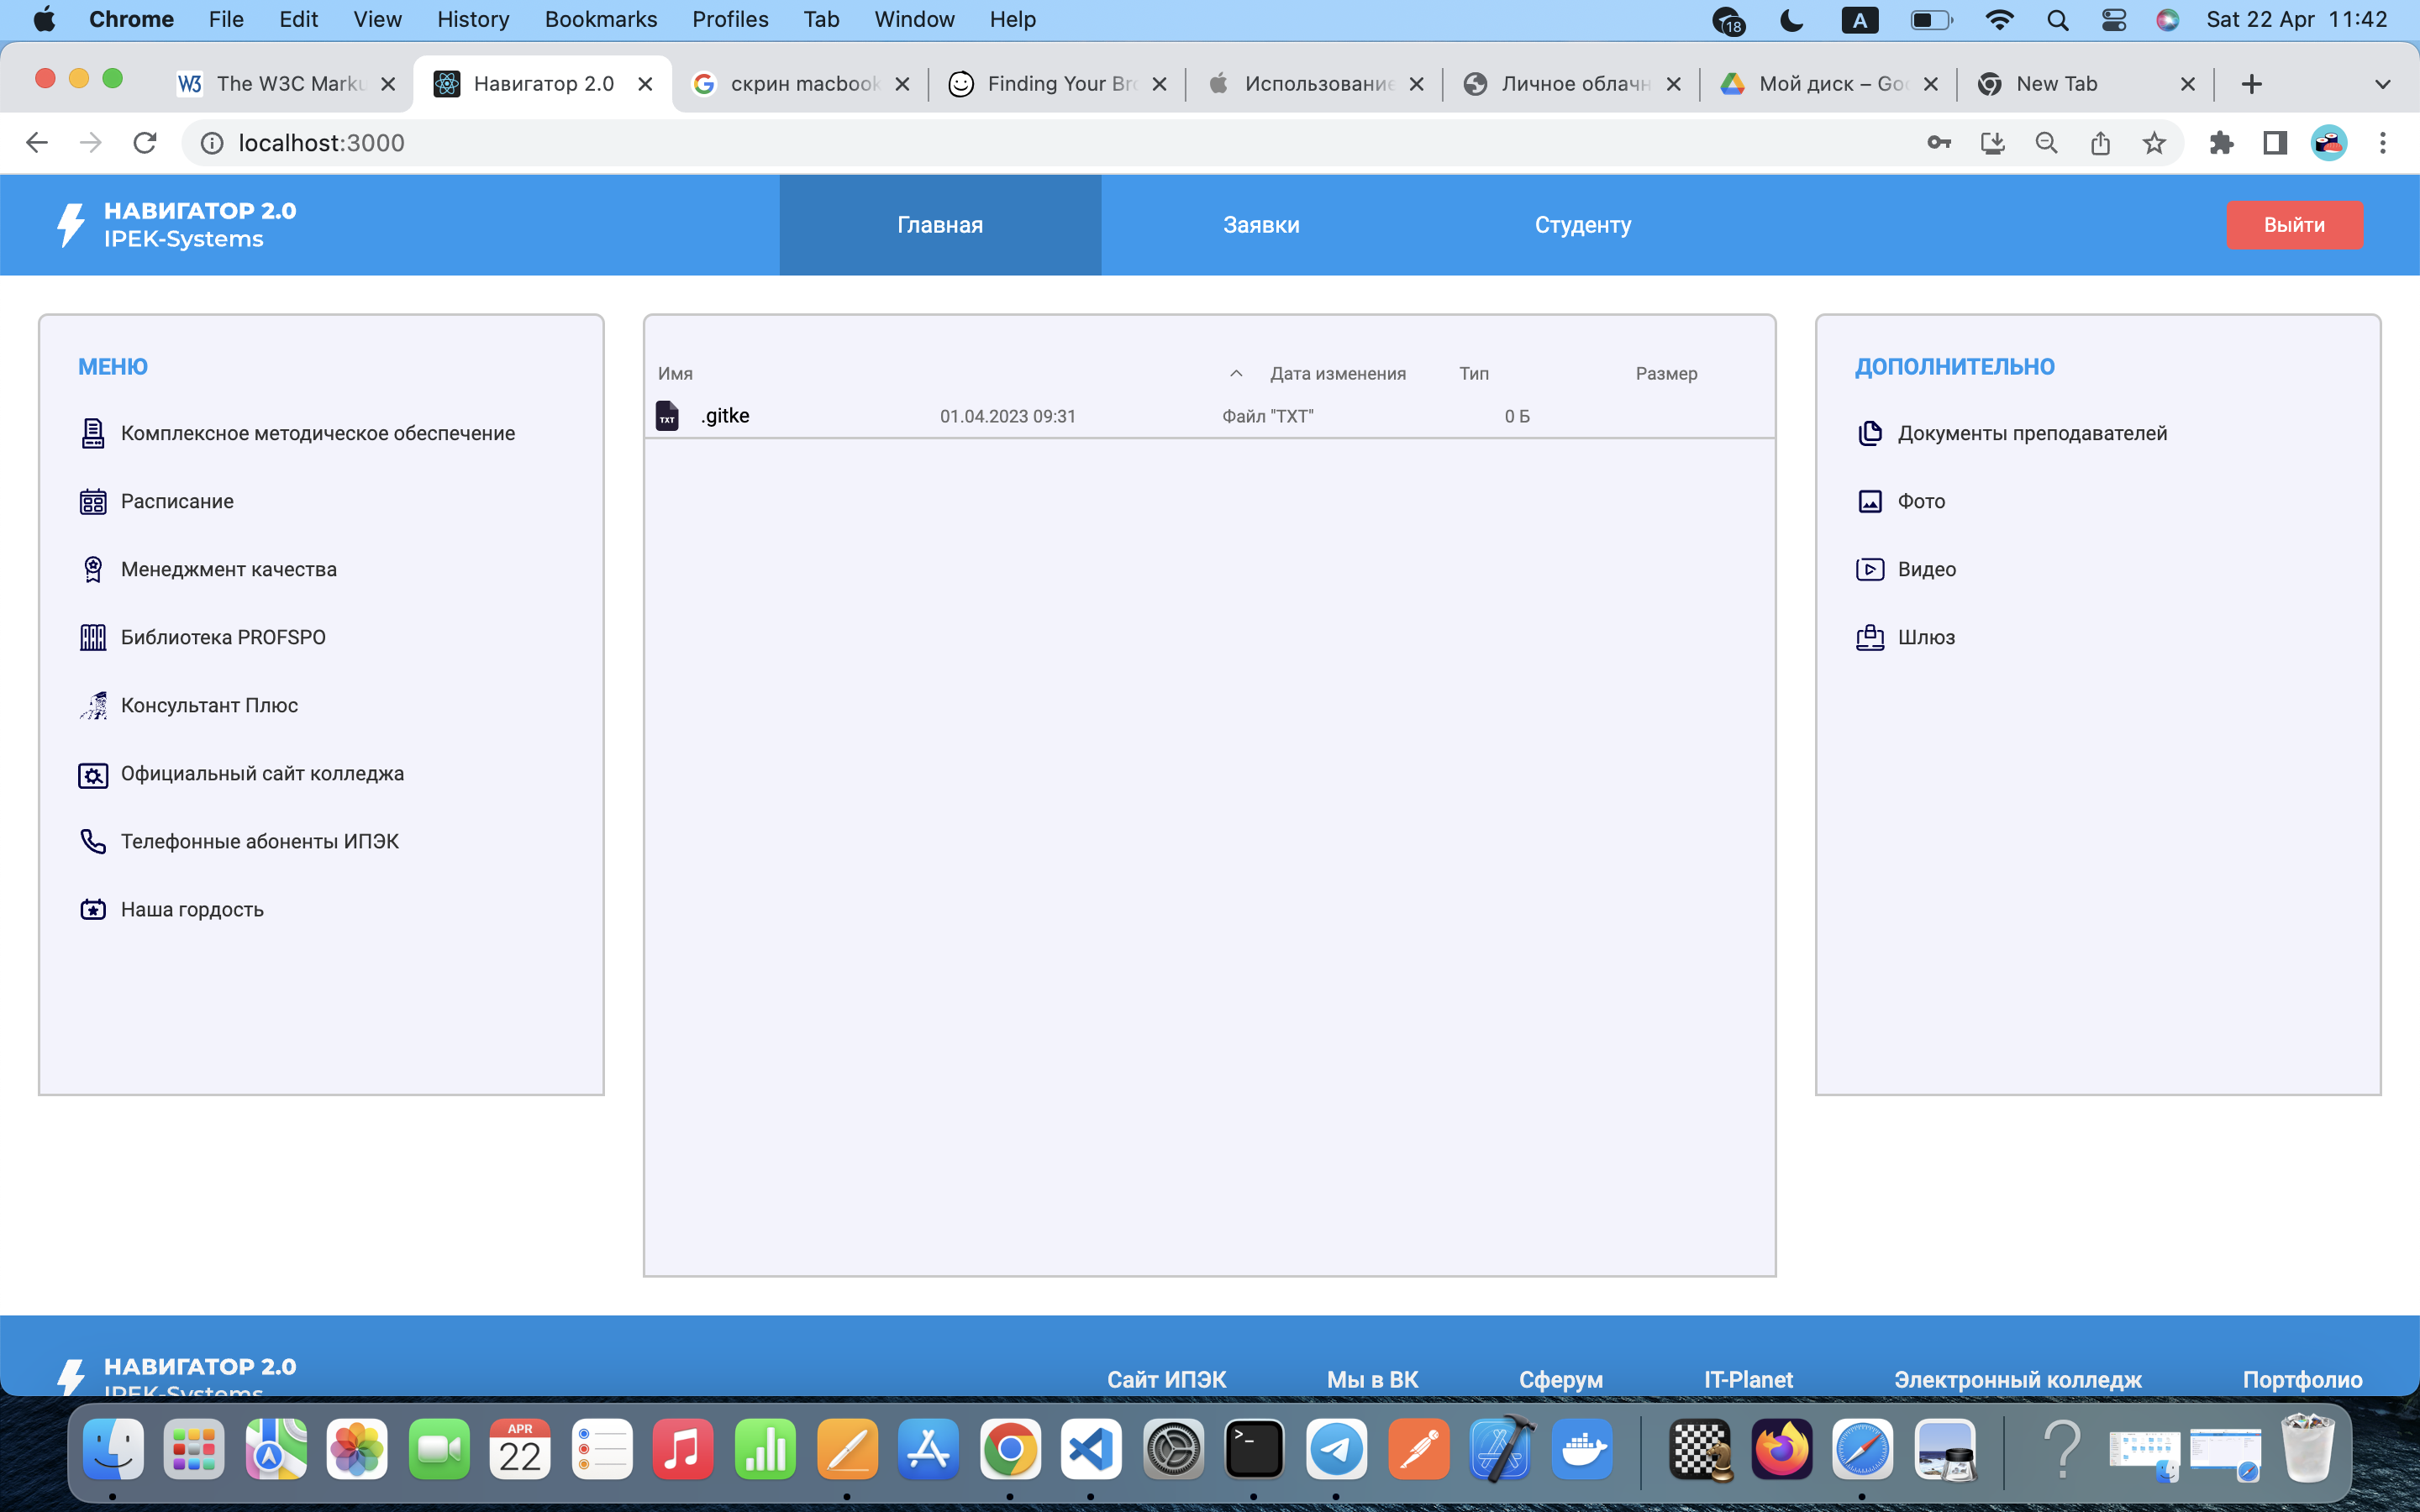 Chrome File Edit View History Bookmarks Profiles Tab Window Help 18 A Sat 22 Apr 11:42
W3 The W3C Marku Навигатор 2.0 скрин macbook Finding Your Bro Использование Личное облачн Мой диск – Goo New Tab
localhost:3000
НАВИГАТОР 2.0
IPEK-Systems
Главная Заявки Студенту Выйти
МЕНЮ
Комплексное методическое обеспечение
Расписание
Менеджмент качества
Библиотека PROFSPO
Консультант Плюс
Официальный сайт колледжа
Телефонные абоненты ИПЭК
Наша гордость
Имя Дата изменения Тип Размер
TXT .gitke 01.04.2023 09:31 Файл "TXT" 0 Б
ДОПОЛНИТЕЛЬНО
Документы преподавателей
Фото
Видео
Шлюз
НАВИГАТОР 2.0
IPEK-Systems
Сайт ИПЭК Мы в ВК Сферум IT-Planet Электронный колледж Портфолио
APR
22